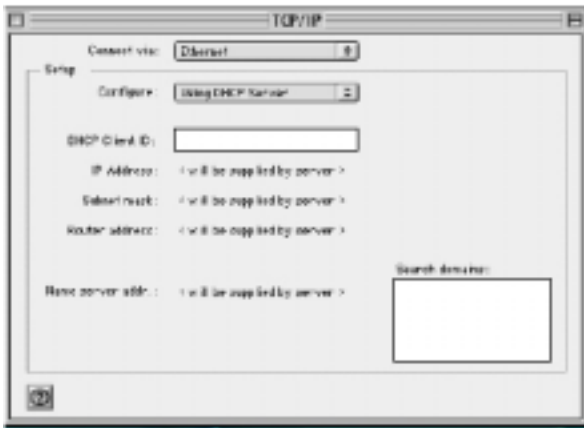 TCP/IP
Connect via: Ethernet
Setup
Configure: Using DHCP Server
DHCP Client ID:
IP Address: < will be supplied by server >
Subnet mask: < will be supplied by server >
Router address: < will be supplied by server >
Search domains:
Name server addr.: < will be supplied by server >